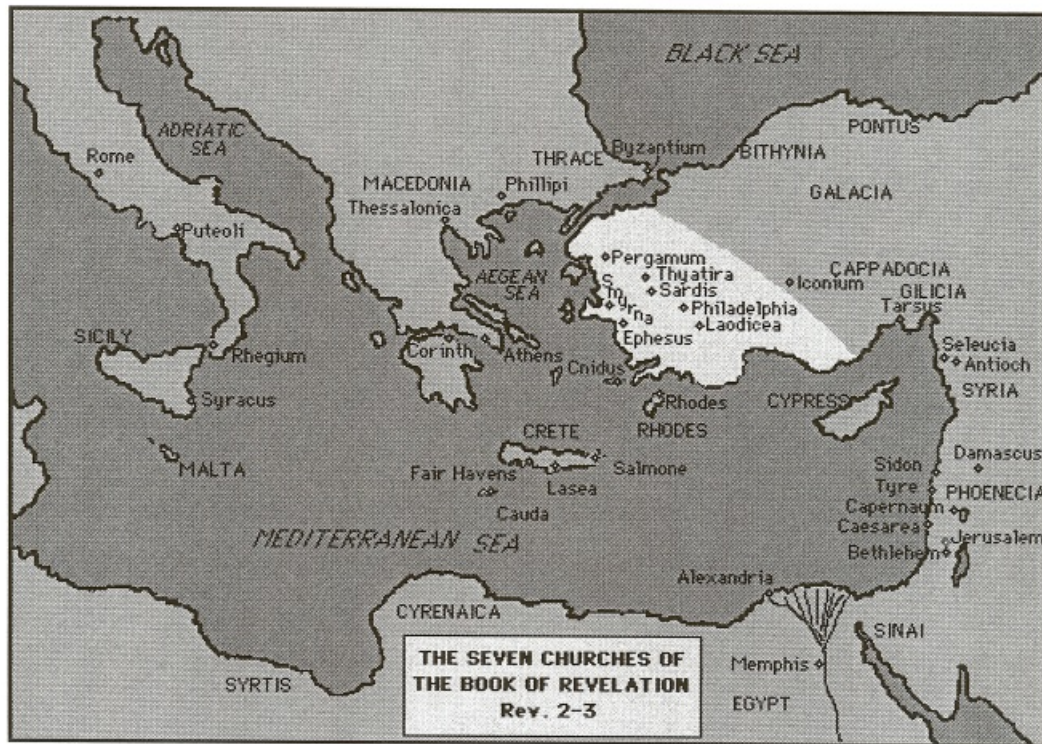 BLACK SEA
ADRIATIC
SEA
PONTUS
Rome
THRACE
Byzantium
BITHYNIA
MACEDONIA
Phillipi
GALACIA
Thessalonica
Puteoli
Pergamum
AEGEAN
SEA
Thyatira
CAPPADOCIA
Smyrna
Sardis
Iconium
GILICIA
Philadelphia
Tarsus
Laodicea
SICILY
Ephesus
Rhegium
Corinth
Athens
Seleucia
Antioch
Cnidus
Syracus
Rhodes
CYPRESS
SYRIA
RHODES
CRETE
MALTA
Fair Havens
Salmone
Damascus
Sidon
Lasea
Tyre
PHOENECIA
Cauda
Capernaum
Caesarea
MEDITERRANEAN SEA
Jerusalem
Bethlehem
Alexandria
CYRENAICA
SINAI
THE SEVEN CHURCHES OF
THE BOOK OF REVELATION
Rev. 2-3
Memphis
SYRTIS
EGYPT